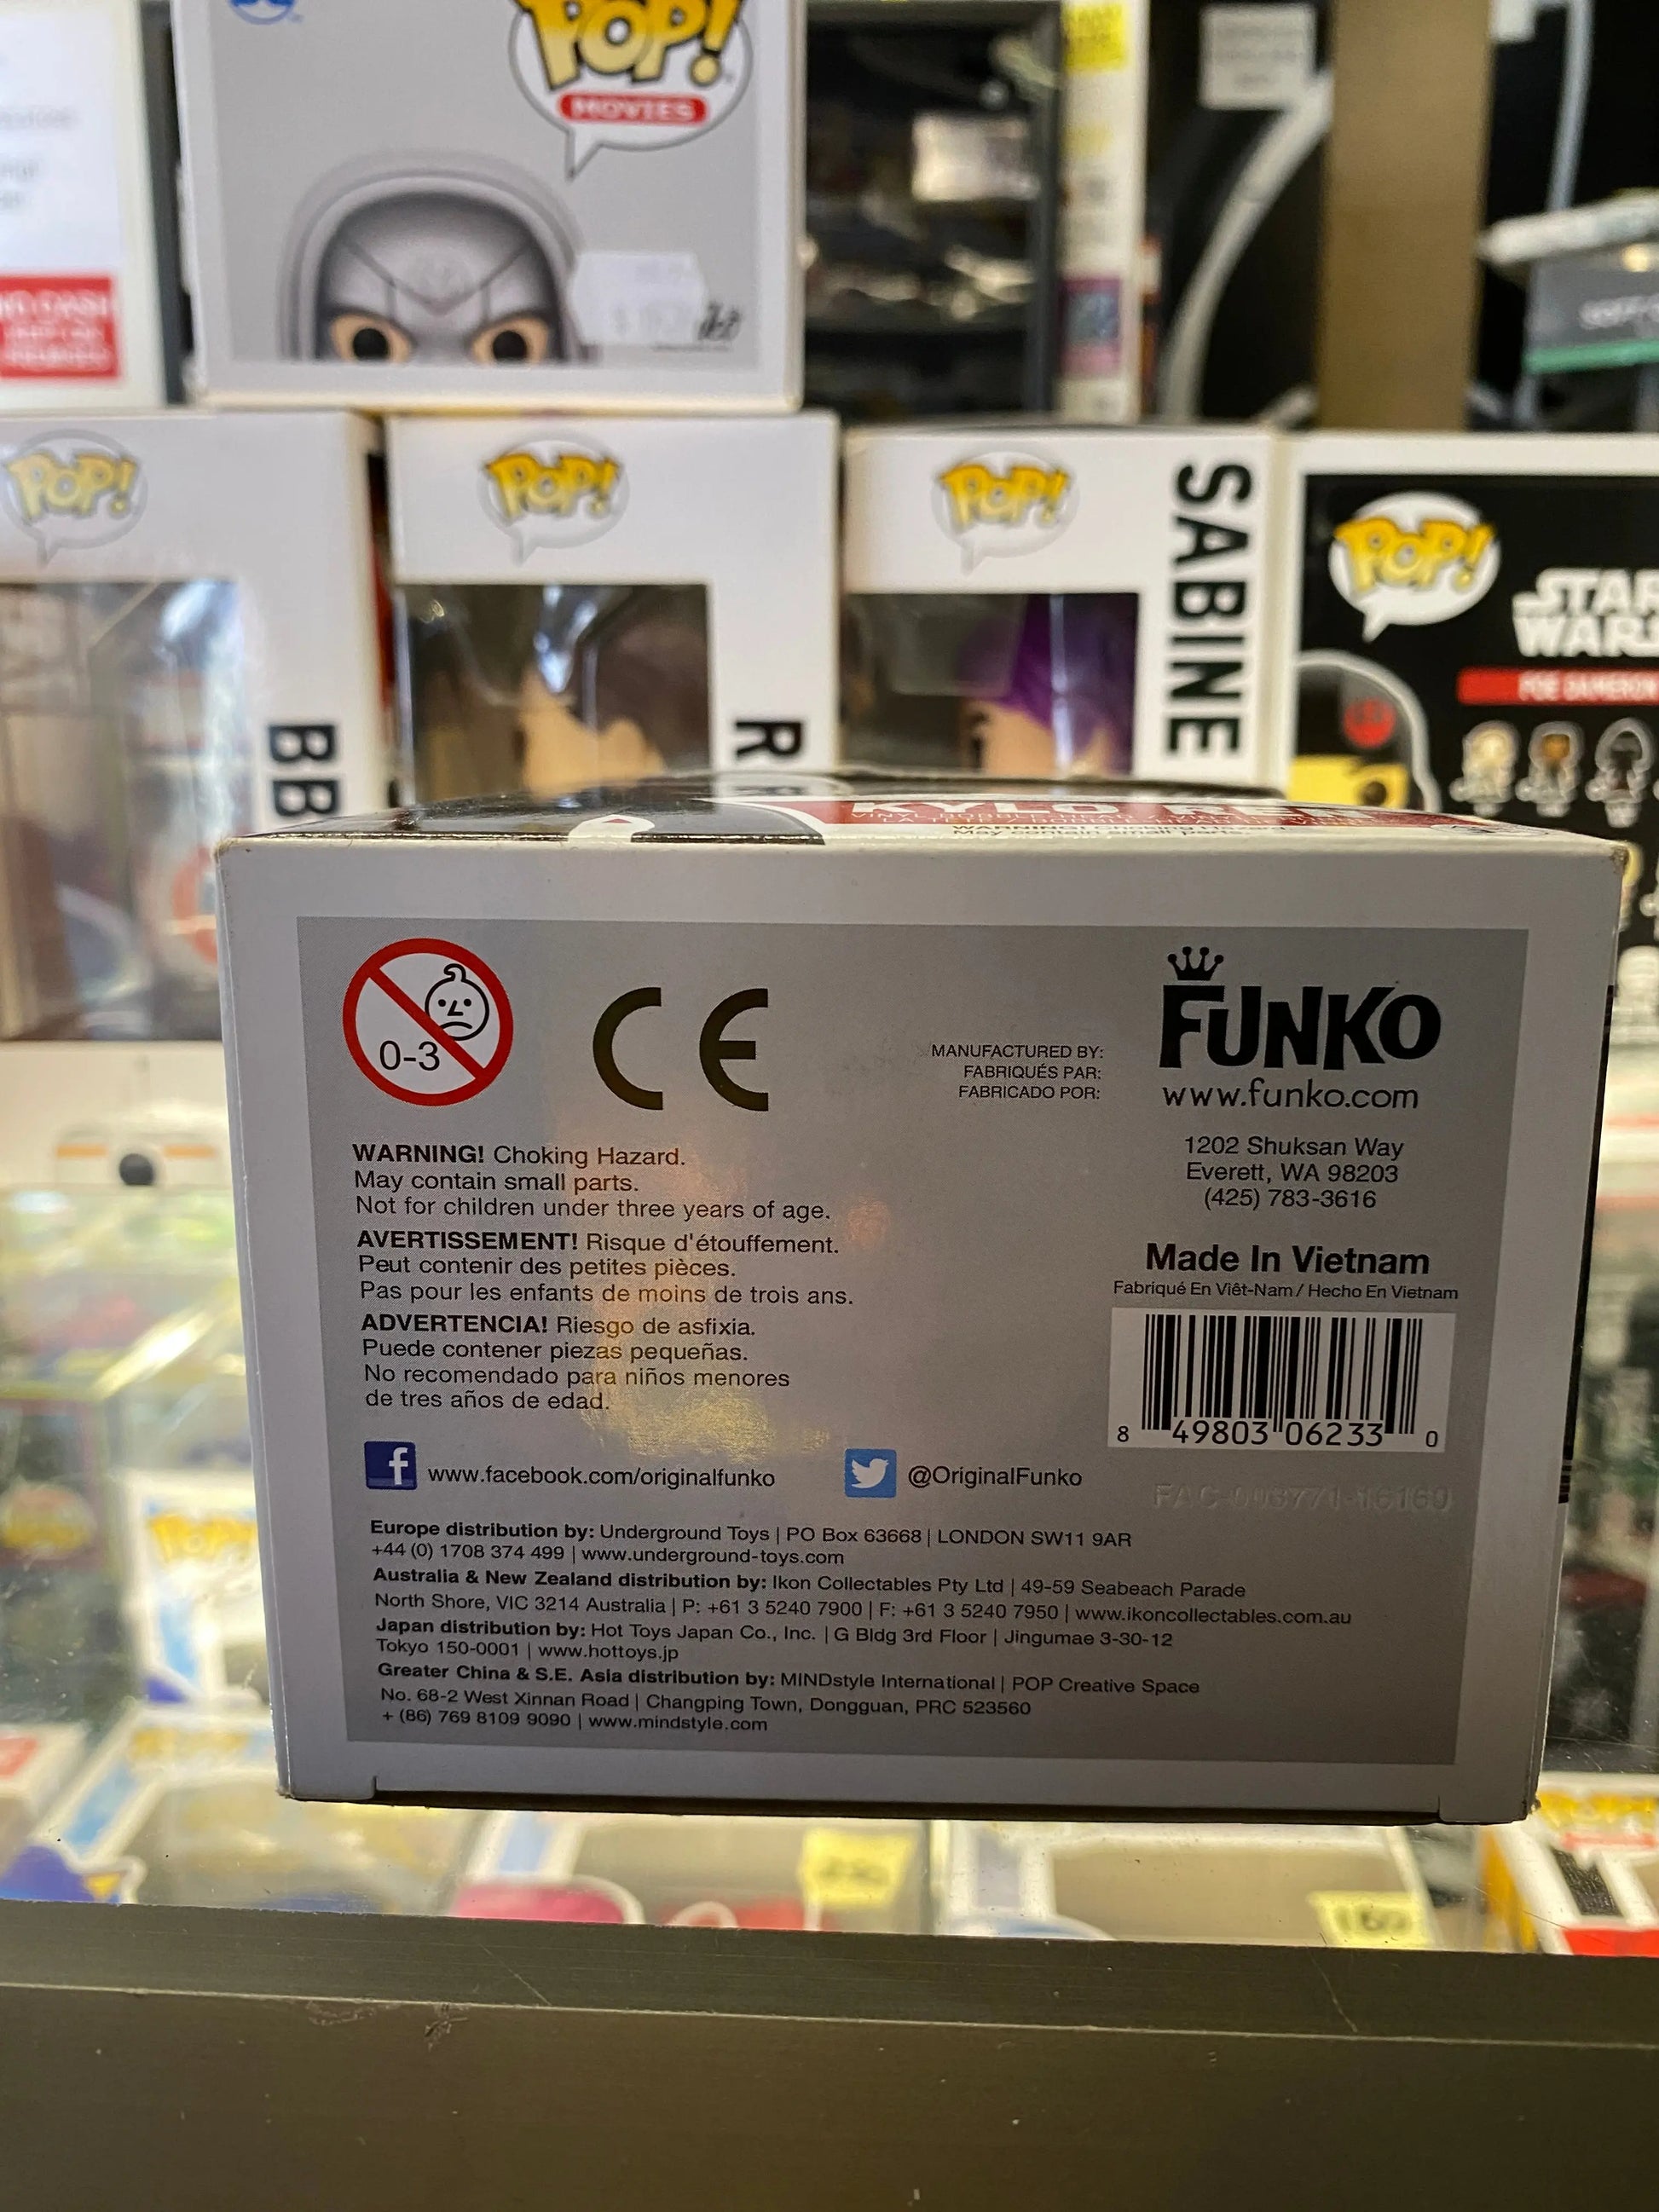 POP!
MOVIES
POP!
POP!
POP!
POP!
SABINE
STAR
WARS
POE DAMERON
BB
RE
KYLO RE
WARNING! Choking Hazard
0-3
CE
MANUFACTURED BY:
FABRIQUÉS PAR:
FABRICADO POR:
FUNKO
www.funko.com
1202 Shuksan Way
Everett, WA 98203
(425) 783-3616
WARNING! Choking Hazard.
May contain small parts.
Not for children under three years of age.
AVERTISSEMENT! Risque d'étouffement.
Peut contenir des petites pièces.
Pas pour les enfants de moins de trois ans.
ADVERTENCIA! Riesgo de asfixia.
Puede contener piezas pequeñas.
No recomendado para niños menores
de tres años de edad.
Made In Vietnam
Fabriqué En Viêt-Nam / Hecho En Vietnam
8 49803 06233 0
www.facebook.com/originalfunko
@OriginalFunko
FAC-003771-16160
Europe distribution by: Underground Toys | PO Box 63668 | LONDON SW11 9AR
+44 (0) 1708 374 499 | www.underground-toys.com
Australia & New Zealand distribution by: Ikon Collectables Pty Ltd | 49-59 Seabeach Parade
North Shore, VIC 3214 Australia | P: +61 3 5240 7900 | F: +61 3 5240 7950 | www.ikoncollectables.com.au
Japan distribution by: Hot Toys Japan Co., Inc. | G Bldg 3rd Floor | Jingumae 3-30-12
Tokyo 150-0001 | www.hottoys.jp
Greater China & S.E. Asia distribution by: MINDstyle International | POP Creative Space
No. 68-2 West Xinnan Road | Changping Town, Dongguan, PRC 523560
+ (86) 769 8109 9090 | www.mindstyle.com